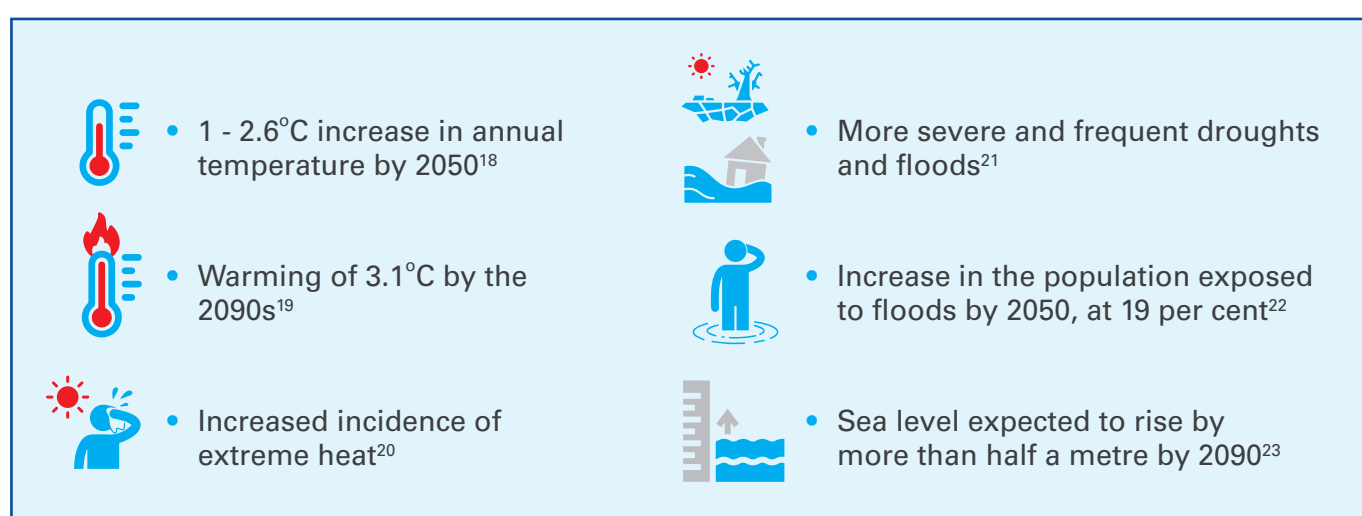 • 1 - 2.6°C increase in annual
temperature by 2050¹⁸
• Warming of 3.1°C by the
2090s¹⁹
• Increased incidence of
extreme heat²⁰
• More severe and frequent droughts
and floods²¹
• Increase in the population exposed
to floods by 2050, at 19 per cent²²
• Sea level expected to rise by
more than half a metre by 2090²³